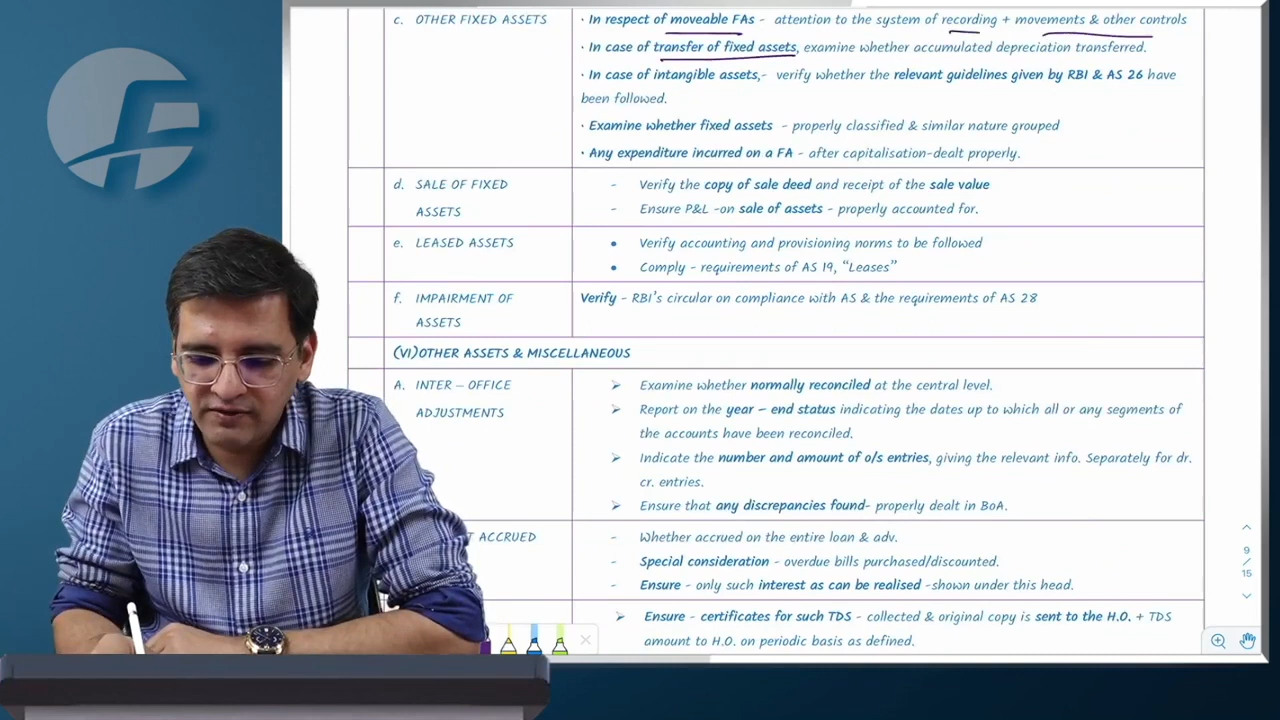 c. OTHER FIXED ASSETS
· In respect of moveable FAs - attention to the system of recording + movements & other controls
· In case of transfer of fixed assets, examine whether accumulated depreciation transferred.
· In case of intangible assets,- verify whether the relevant guidelines given by RBI & AS 26 have
been followed.
· Examine whether fixed assets - properly classified & similar nature grouped
· Any expenditure incurred on a FA - after capitalisation-dealt properly.
d. SALE OF FIXED
ASSETS
- Verify the copy of sale deed and receipt of the sale value
- Ensure P&L -on sale of assets - properly accounted for.
e. LEASED ASSETS
• Verify accounting and provisioning norms to be followed
• Comply - requirements of AS 19, “Leases”
f. IMPAIRMENT OF
ASSETS
Verify - RBI’s circular on compliance with AS & the requirements of AS 28
(VI)OTHER ASSETS & MISCELLANEOUS
A. INTER – OFFICE
ADJUSTMENTS
➢ Examine whether normally reconciled at the central level.
➢ Report on the year – end status indicating the dates up to which all or any segments of
the accounts have been reconciled.
➢ Indicate the number and amount of o/s entries, giving the relevant info. Separately for dr.
cr. entries.
➢ Ensure that any discrepancies found- properly dealt in BoA.
T ACCRUED
- Whether accrued on the entire loan & adv.
- Special consideration - overdue bills purchased/discounted.
- Ensure - only such interest as can be realised -shown under this head.
➢ Ensure - certificates for such TDS - collected & original copy is sent to the H.O. + TDS
amount to H.O. on periodic basis as defined.
9
/
15